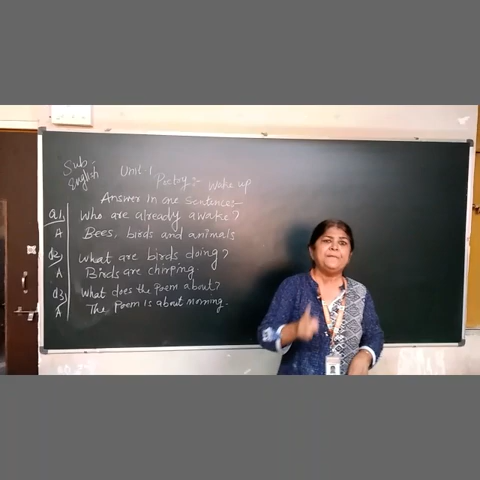 Sub:- English
Unit-1
Poetry:- Wake up
Answer in one Sentences:-
Q1, Who are already awake?
A Bees, birds and animals
Q2, What are birds doing?
A Birds are chirping.
Q3, What does the Poem about?
A The Poem is about morning.